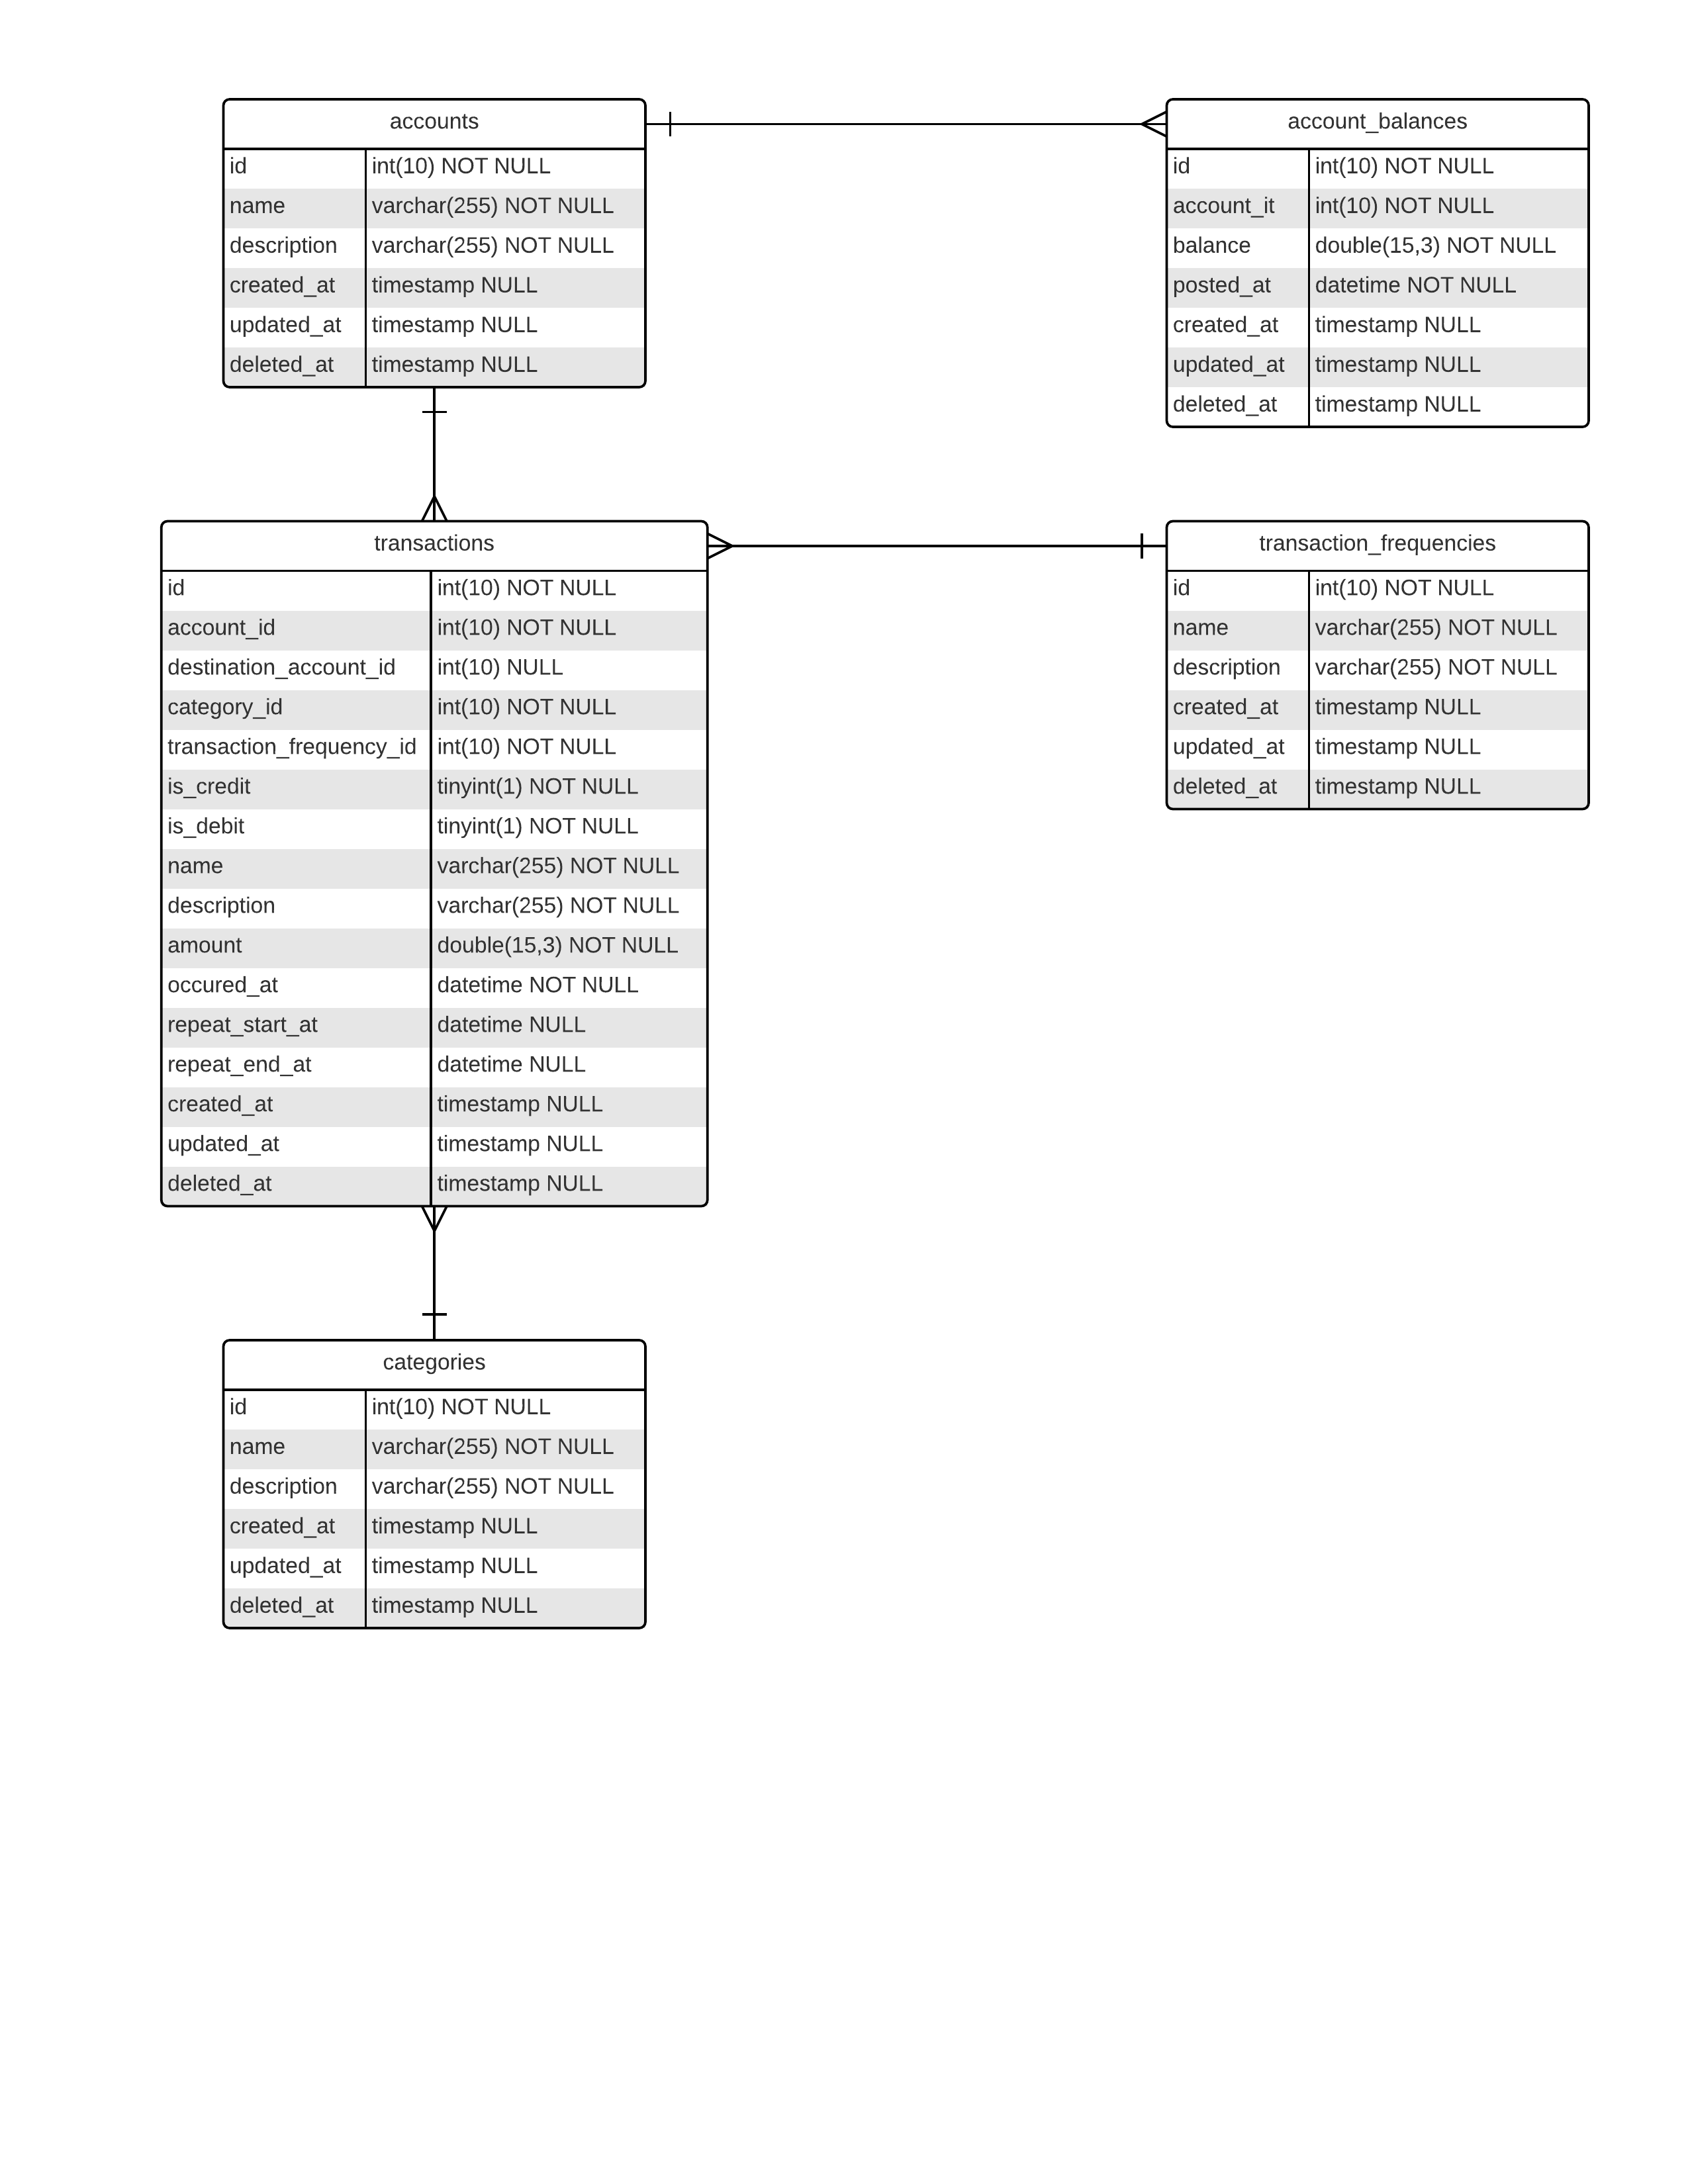 accounts
id int(10) NOT NULL
name varchar(255) NOT NULL
description varchar(255) NOT NULL
created_at timestamp NULL
updated_at timestamp NULL
deleted_at timestamp NULL
account_balances
id int(10) NOT NULL
account_it int(10) NOT NULL
balance double(15,3) NOT NULL
posted_at datetime NOT NULL
created_at timestamp NULL
updated_at timestamp NULL
deleted_at timestamp NULL
transactions
id int(10) NOT NULL
account_id int(10) NOT NULL
destination_account_id int(10) NULL
category_id int(10) NOT NULL
transaction_frequency_id int(10) NOT NULL
is_credit tinyint(1) NOT NULL
is_debit tinyint(1) NOT NULL
name varchar(255) NOT NULL
description varchar(255) NOT NULL
amount double(15,3) NOT NULL
occured_at datetime NOT NULL
repeat_start_at datetime NULL
repeat_end_at datetime NULL
created_at timestamp NULL
updated_at timestamp NULL
deleted_at timestamp NULL
transaction_frequencies
id int(10) NOT NULL
name varchar(255) NOT NULL
description varchar(255) NOT NULL
created_at timestamp NULL
updated_at timestamp NULL
deleted_at timestamp NULL
categories
id int(10) NOT NULL
name varchar(255) NOT NULL
description varchar(255) NOT NULL
created_at timestamp NULL
updated_at timestamp NULL
deleted_at timestamp NULL